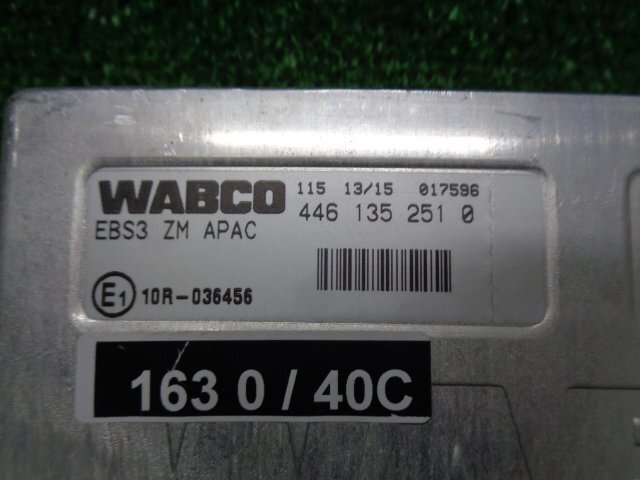 WABCO 115 13/15 017596
446 135 251 0
EBS3 ZM APAC
E1 10R-036456
163 0 / 40C